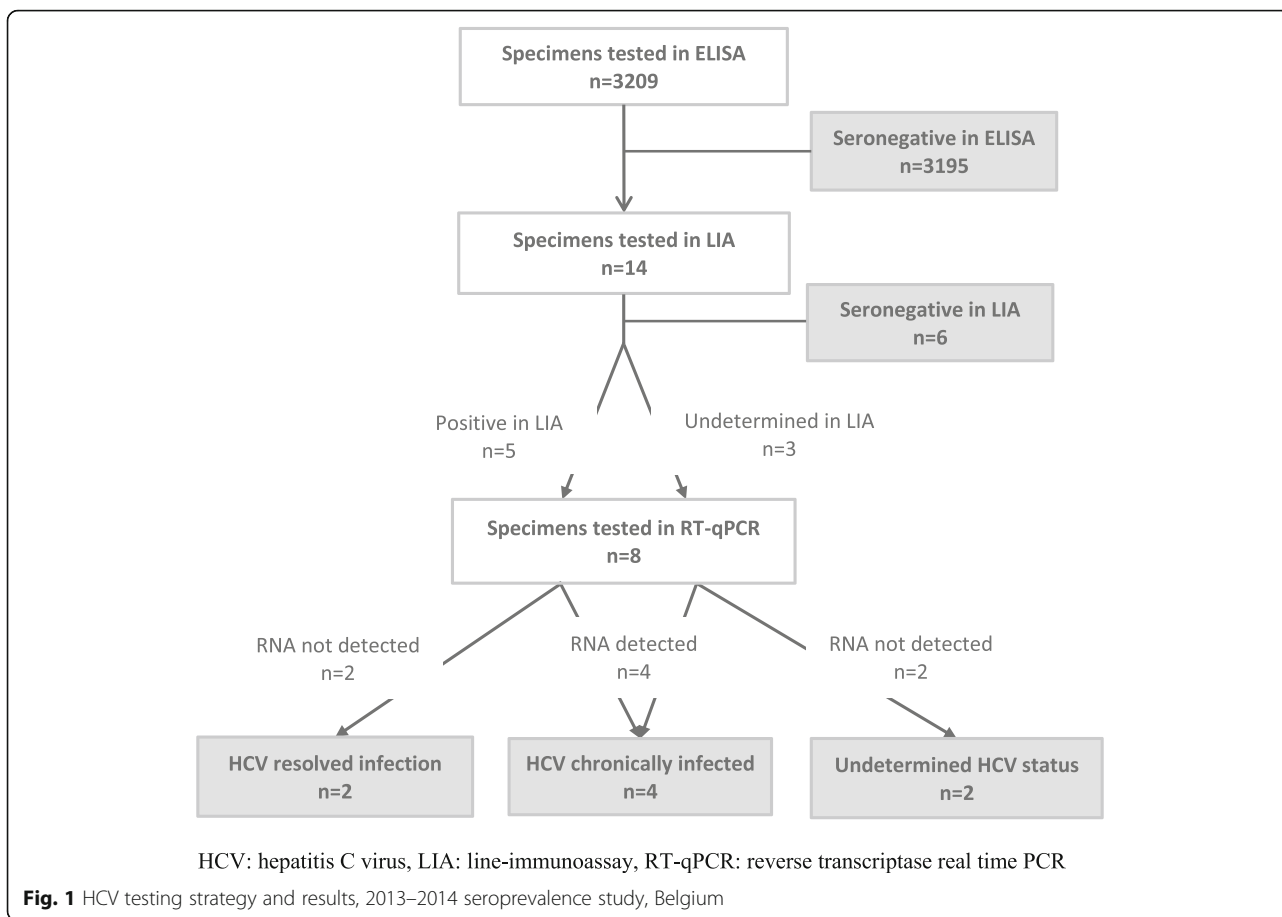 Specimens tested in ELISA
n=3209
Seronegative in ELISA
n=3195
Specimens tested in LIA
n=14
Seronegative in LIA
n=6
Positive in LIA
n=5
Undetermined in LIA
n=3
Specimens tested in RT-qPCR
n=8
RNA not detected
n=2
RNA detected
n=4
RNA not detected
n=2
HCV resolved infection
n=2
HCV chronically infected
n=4
Undetermined HCV status
n=2
HCV: hepatitis C virus, LIA: line-immunoassay, RT-qPCR: reverse transcriptase real time PCR
Fig. 1 HCV testing strategy and results, 2013–2014 seroprevalence study, Belgium